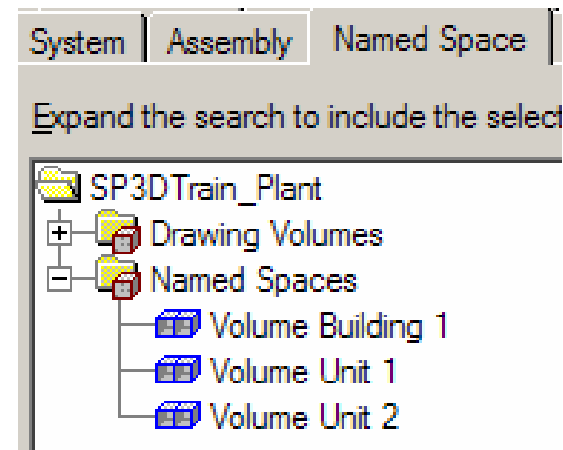 System Assembly Named Space
Expand the search to include the select
SP3DTrain_Plant
Drawing Volumes
Named Spaces
Volume Building 1
Volume Unit 1
Volume Unit 2